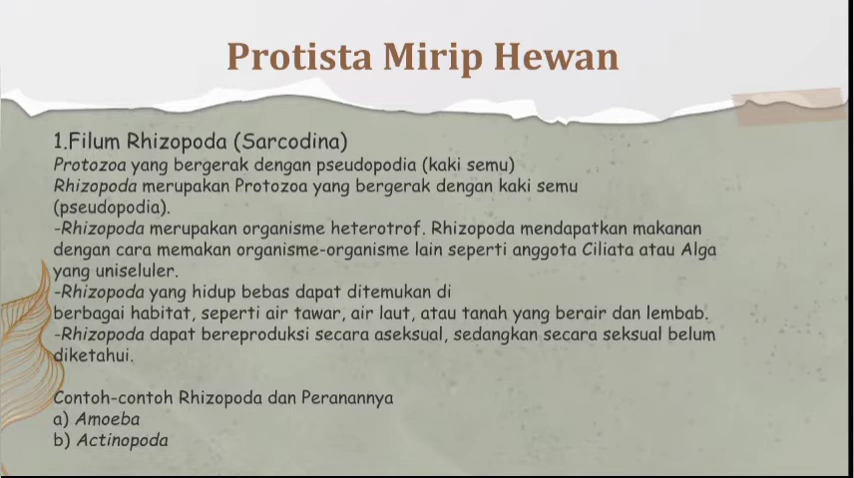 Protista Mirip Hewan
1.Filum Rhizopoda (Sarcodina)
Protozoa yang bergerak dengan pseudopodia (kaki semu)
Rhizopoda merupakan Protozoa yang bergerak dengan kaki semu
(pseudopodia).
-Rhizopoda merupakan organisme heterotrof. Rhizopoda mendapatkan makanan
dengan cara memakan organisme-organisme lain seperti anggota Ciliata atau Alga
yang uniseluler.
-Rhizopoda yang hidup bebas dapat ditemukan di
berbagai habitat, seperti air tawar, air laut, atau tanah yang berair dan lembab.
-Rhizopoda dapat bereproduksi secara aseksual, sedangkan secara seksual belum
diketahui.
Contoh-contoh Rhizopoda dan Peranannya
a) Amoeba
b) Actinopoda